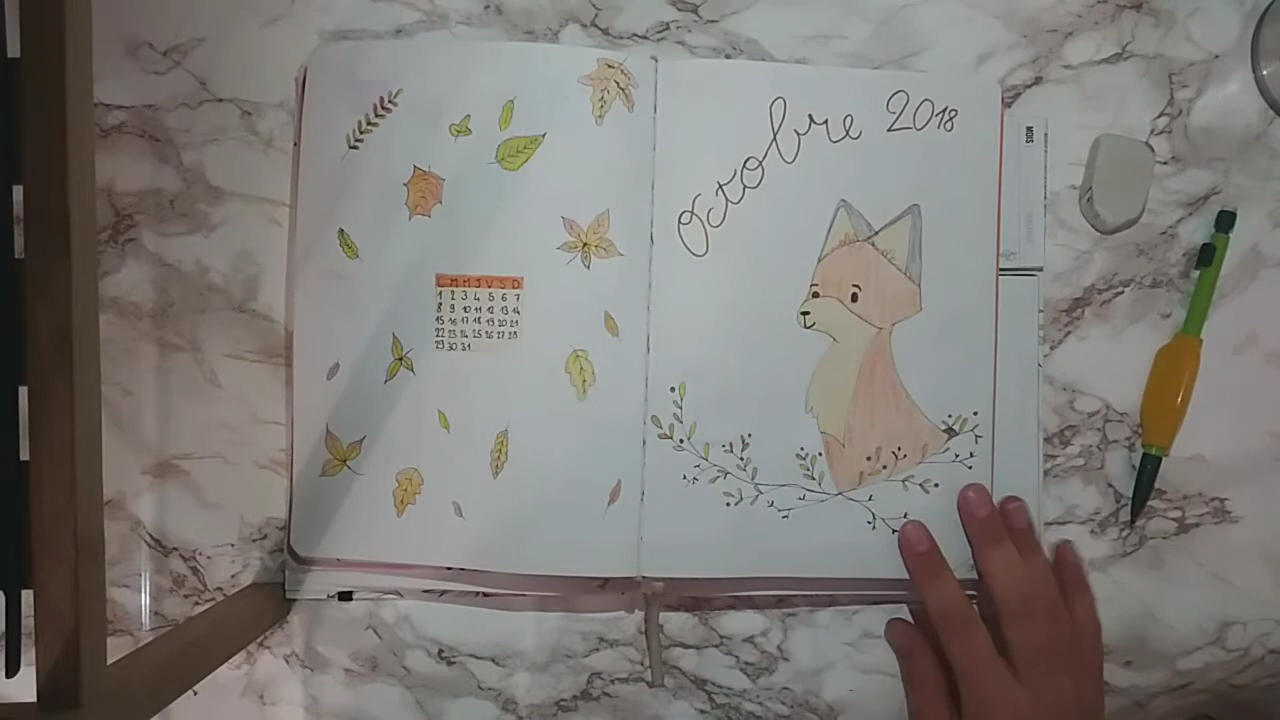 L M M J V S D
1 2 3 4 5 6 7
8 9 10 11 12 13 14
15 16 17 18 19 20 21
22 23 24 25 26 27 28
29 30 31
Octobre 2018
MOIS